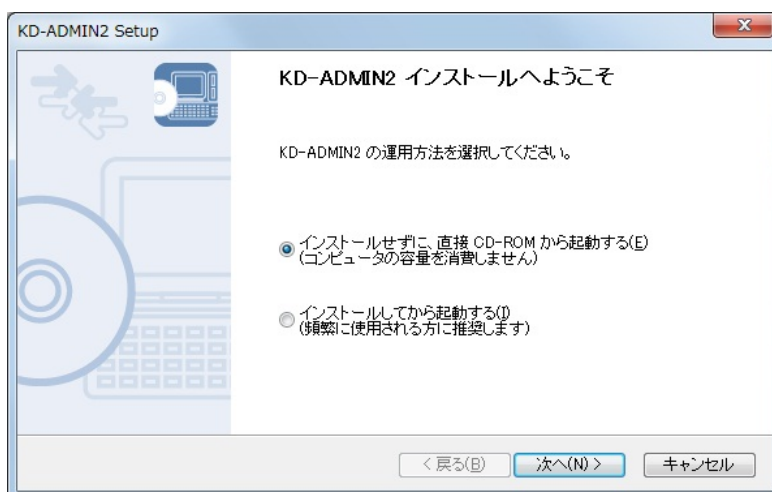 KD-ADMIN2 Setup
KD-ADMIN2 インストールへようこそ
KD-ADMIN2 の運用方法を選択してください。
インストールせずに、直接 CD-ROM から起動する(E)
(コンピュータの容量を消費しません)
インストールしてから起動する(I)
(頻繁に使用される方に推奨します)
< 戻る(B)
次へ(N) >
キャンセル